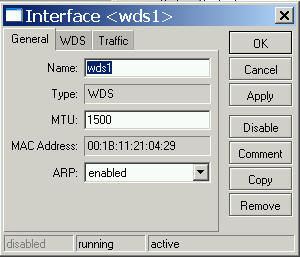 Interface <wds1>
General WDS Traffic
OK
Name: wds1
Cancel
Type: WDS
Apply
MTU: 1500
Disable
MAC Address: 00:1B:11:21:04:29
Comment
ARP: enabled
Copy
Remove
disabled running active